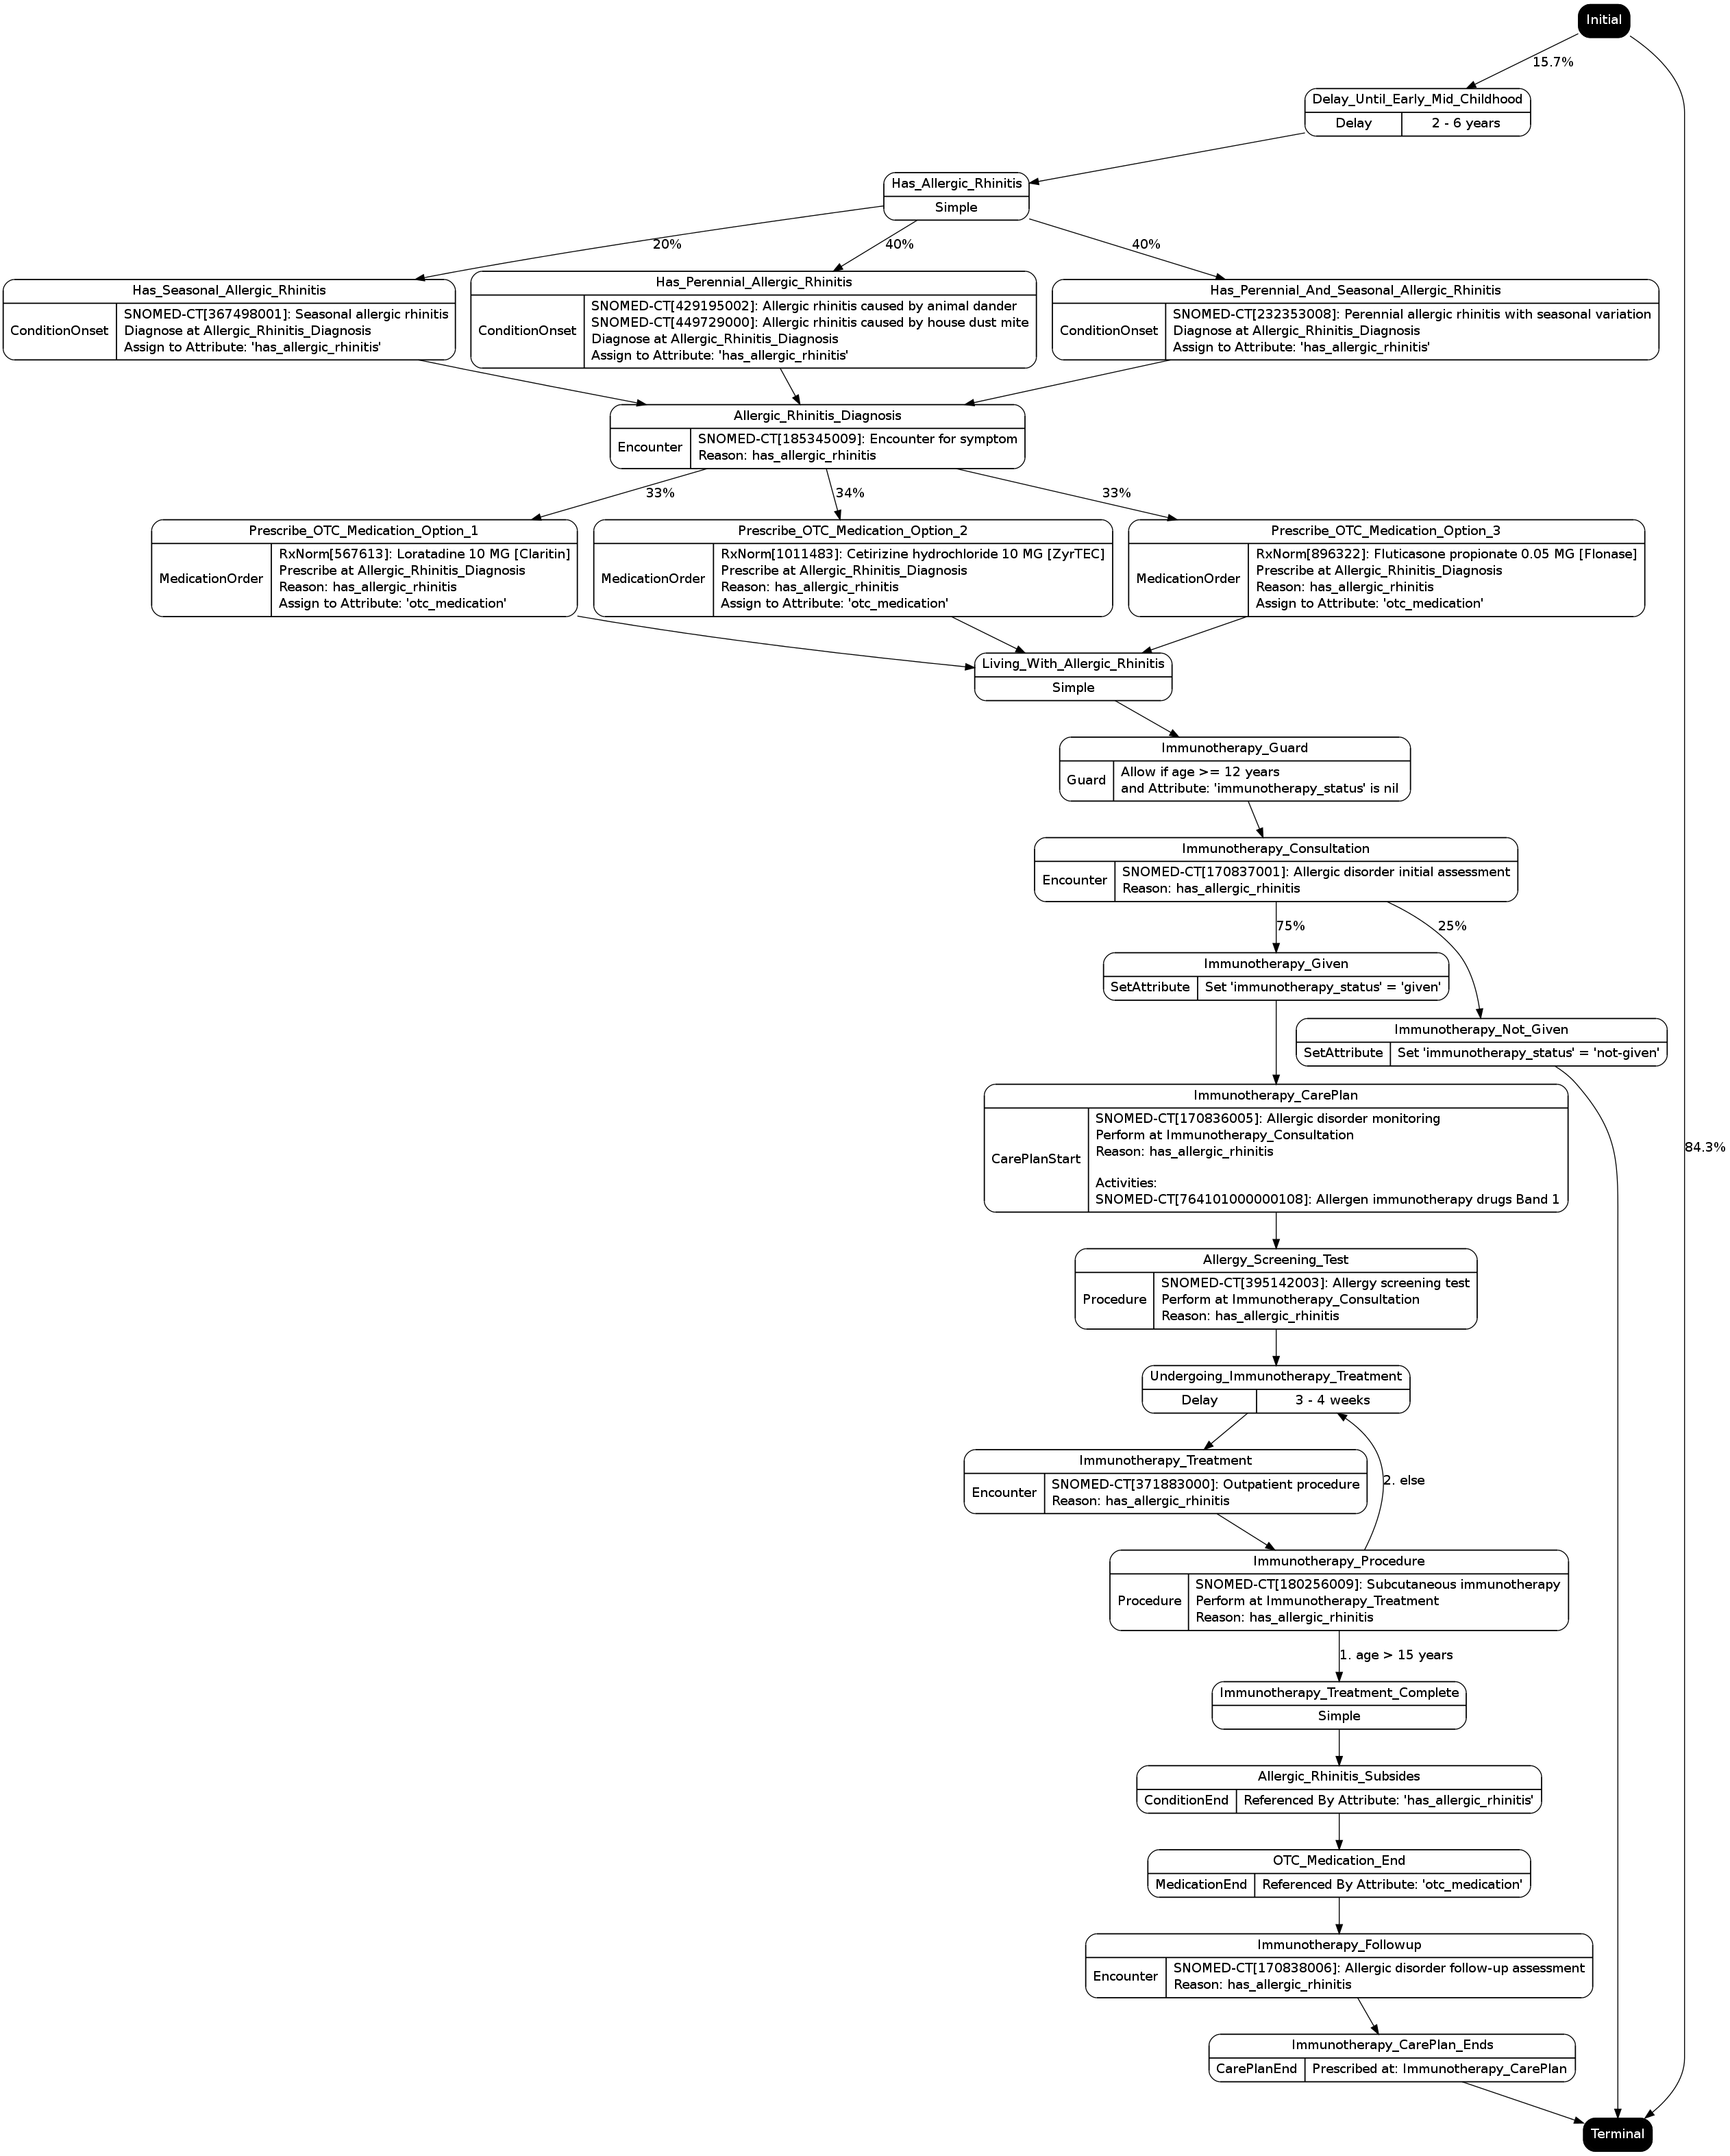 Initial
15.7%
Delay_Until_Early_Mid_Childhood
Delay
2 - 6 years
Has_Allergic_Rhinitis
Simple
20%
40%
40%
Has_Seasonal_Allergic_Rhinitis
ConditionOnset
SNOMED-CT[367498001]: Seasonal allergic rhinitis
Diagnose at Allergic_Rhinitis_Diagnosis
Assign to Attribute: 'has_allergic_rhinitis'
Has_Perennial_Allergic_Rhinitis
ConditionOnset
SNOMED-CT[429195002]: Allergic rhinitis caused by animal dander
SNOMED-CT[449729000]: Allergic rhinitis caused by house dust mite
Diagnose at Allergic_Rhinitis_Diagnosis
Assign to Attribute: 'has_allergic_rhinitis'
Has_Perennial_And_Seasonal_Allergic_Rhinitis
ConditionOnset
SNOMED-CT[232353008]: Perennial allergic rhinitis with seasonal variation
Diagnose at Allergic_Rhinitis_Diagnosis
Assign to Attribute: 'has_allergic_rhinitis'
Allergic_Rhinitis_Diagnosis
Encounter
SNOMED-CT[185345009]: Encounter for symptom
Reason: has_allergic_rhinitis
33%
34%
33%
Prescribe_OTC_Medication_Option_1
MedicationOrder
RxNorm[567613]: Loratadine 10 MG [Claritin]
Prescribe at Allergic_Rhinitis_Diagnosis
Reason: has_allergic_rhinitis
Assign to Attribute: 'otc_medication'
Prescribe_OTC_Medication_Option_2
MedicationOrder
RxNorm[1011483]: Cetirizine hydrochloride 10 MG [ZyrTEC]
Prescribe at Allergic_Rhinitis_Diagnosis
Reason: has_allergic_rhinitis
Assign to Attribute: 'otc_medication'
Prescribe_OTC_Medication_Option_3
MedicationOrder
RxNorm[896322]: Fluticasone propionate 0.05 MG [Flonase]
Prescribe at Allergic_Rhinitis_Diagnosis
Reason: has_allergic_rhinitis
Assign to Attribute: 'otc_medication'
Living_With_Allergic_Rhinitis
Simple
Immunotherapy_Guard
Guard
Allow if age >= 12 years
and Attribute: 'immunotherapy_status' is nil
Immunotherapy_Consultation
Encounter
SNOMED-CT[170837001]: Allergic disorder initial assessment
Reason: has_allergic_rhinitis
75%
25%
Immunotherapy_Given
SetAttribute
Set 'immunotherapy_status' = 'given'
Immunotherapy_Not_Given
SetAttribute
Set 'immunotherapy_status' = 'not-given'
Immunotherapy_CarePlan
CarePlanStart
SNOMED-CT[170836005]: Allergic disorder monitoring
Perform at Immunotherapy_Consultation
Reason: has_allergic_rhinitis
Activities:
SNOMED-CT[764101000000108]: Allergen immunotherapy drugs Band 1
84.3%
Allergy_Screening_Test
Procedure
SNOMED-CT[395142003]: Allergy screening test
Perform at Immunotherapy_Consultation
Reason: has_allergic_rhinitis
Undergoing_Immunotherapy_Treatment
Delay
3 - 4 weeks
Immunotherapy_Treatment
Encounter
SNOMED-CT[371883000]: Outpatient procedure
Reason: has_allergic_rhinitis
2. else
Immunotherapy_Procedure
Procedure
SNOMED-CT[180256009]: Subcutaneous immunotherapy
Perform at Immunotherapy_Treatment
Reason: has_allergic_rhinitis
1. age > 15 years
Immunotherapy_Treatment_Complete
Simple
Allergic_Rhinitis_Subsides
ConditionEnd
Referenced By Attribute: 'has_allergic_rhinitis'
OTC_Medication_End
MedicationEnd
Referenced By Attribute: 'otc_medication'
Immunotherapy_Followup
Encounter
SNOMED-CT[170838006]: Allergic disorder follow-up assessment
Reason: has_allergic_rhinitis
Immunotherapy_CarePlan_Ends
CarePlanEnd
Prescribed at: Immunotherapy_CarePlan
Terminal